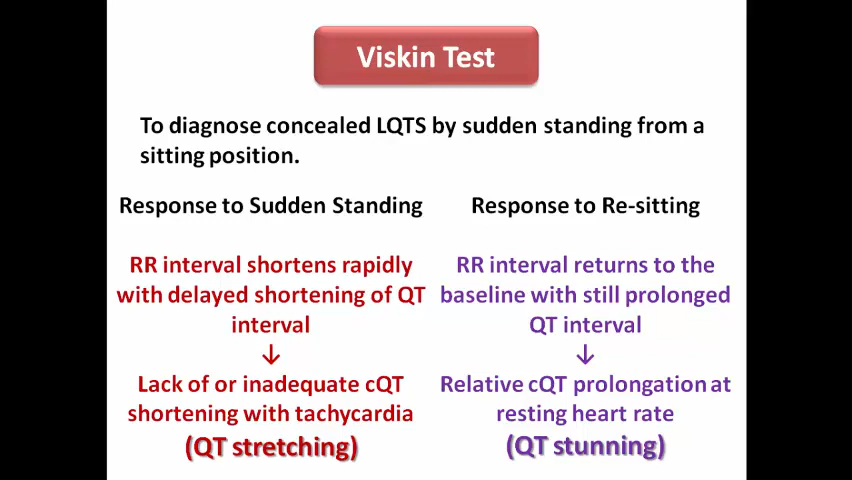 Viskin Test
To diagnose concealed LQTS by sudden standing from a
sitting position.
Response to Sudden Standing
RR interval shortens rapidly
with delayed shortening of QT
interval
↓
Lack of or inadequate cQT
shortening with tachycardia
(QT stretching)
Response to Re-sitting
RR interval returns to the
baseline with still prolonged
QT interval
↓
Relative cQT prolongation at
resting heart rate
(QT stunning)